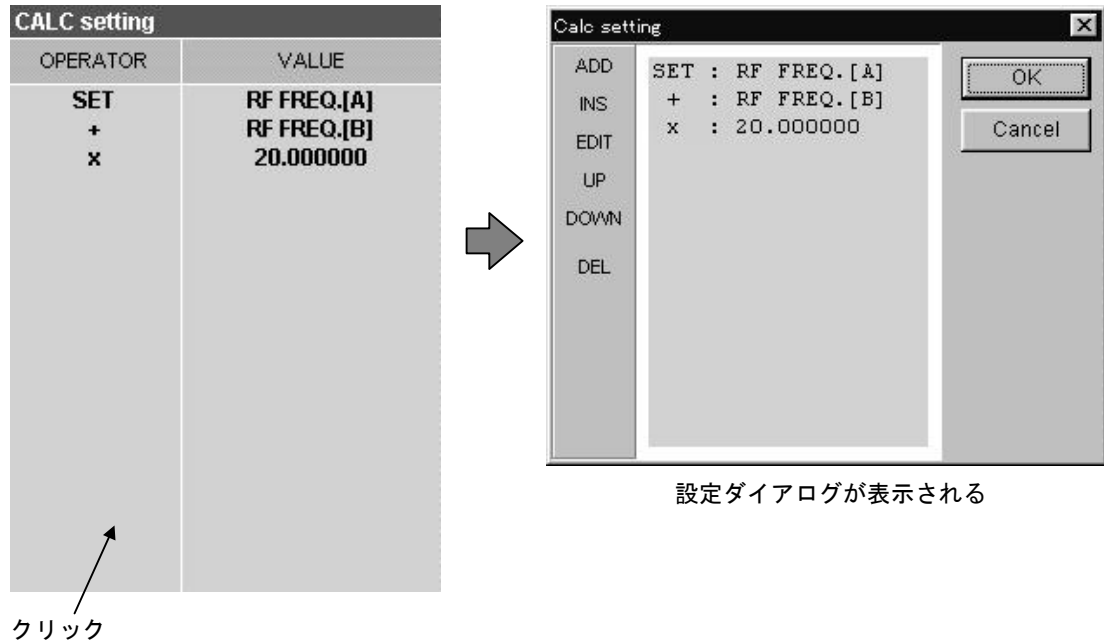 CALC setting
OPERATOR VALUE
SET RF FREQ.[A]
+ RF FREQ.[B]
x 20.000000
クリック
Calc setting
ADD
INS
EDIT
UP
DOWN
DEL
SET : RF FREQ.[A]
+ : RF FREQ.[B]
x : 20.000000
OK
Cancel
設定ダイアログが表示される